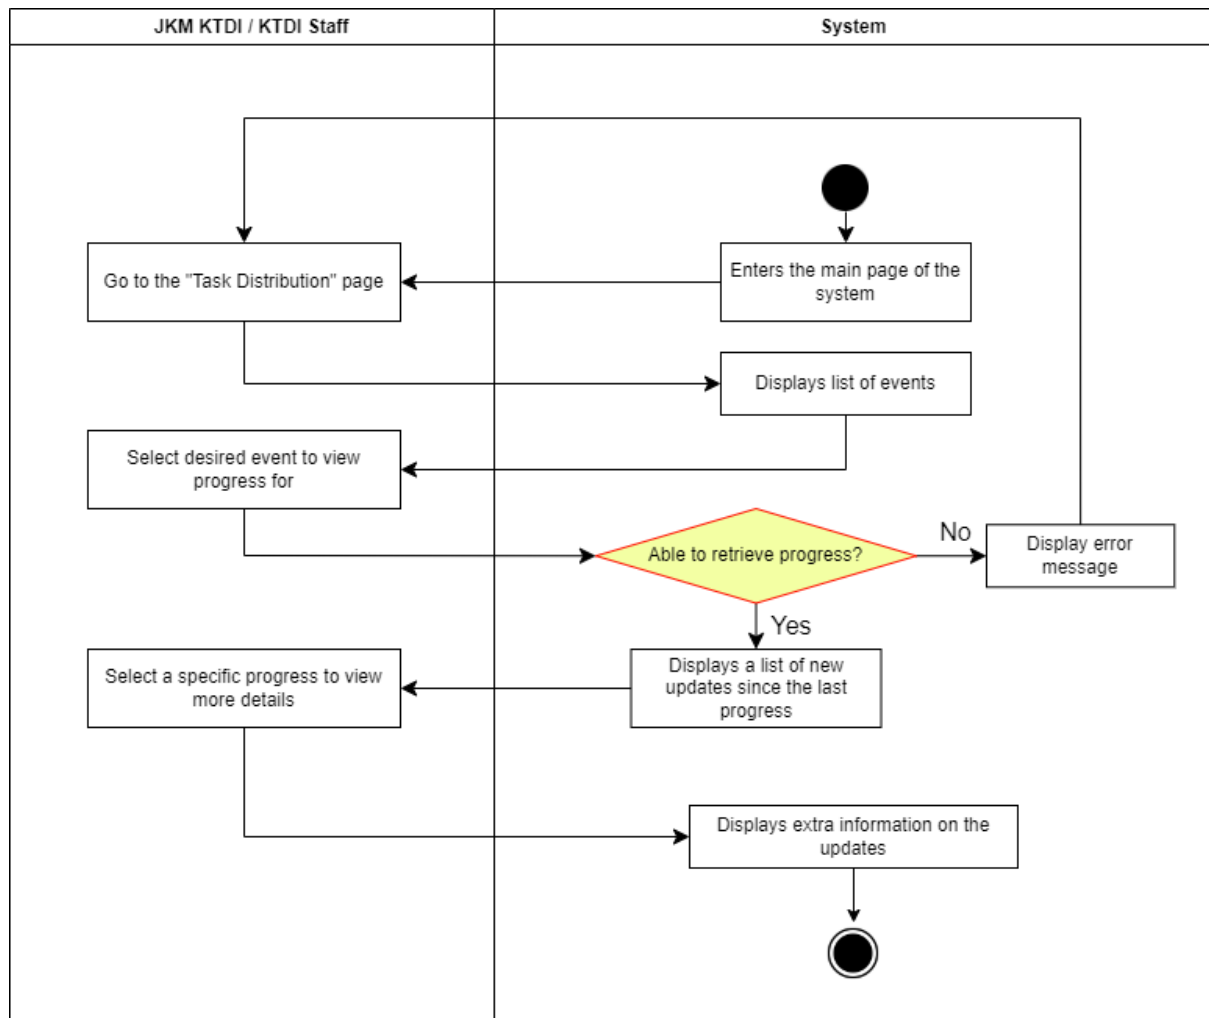 JKM KTDI / KTDI Staff
System
Go to the "Task Distribution" page
Enters the main page of the
system
Displays list of events
Select desired event to view
progress for
Able to retrieve progress?
No
Display error
message
Yes
Select a specific progress to view
more details
Displays a list of new
updates since the last
progress
Displays extra information on the
updates